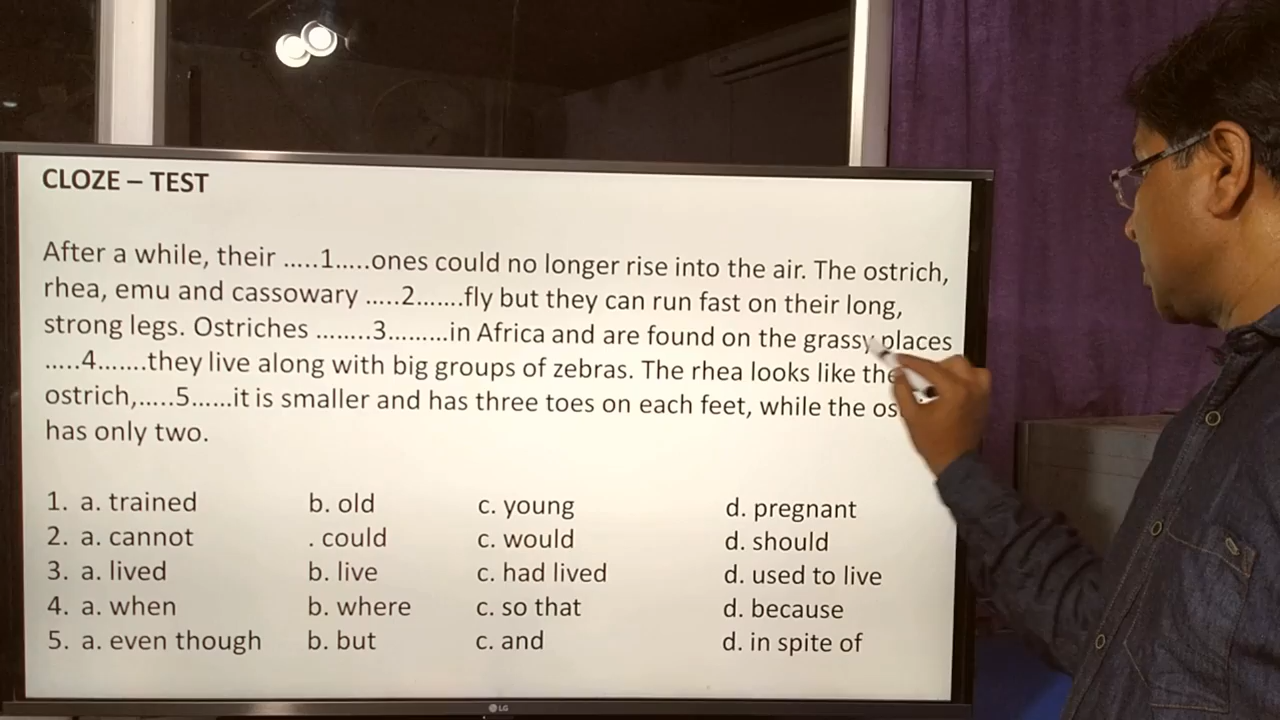 CLOZE – TEST
After a while, their .....1.....ones could no longer rise into the air. The ostrich,
rhea, emu and cassowary .....2.......fly but they can run fast on their long,
strong legs. Ostriches ........3.........in Africa and are found on the grassy places
.....4.......they live along with big groups of zebras. The rhea looks like the
ostrich,.....5......it is smaller and has three toes on each feet, while the os
has only two.
1. a. trained b. old c. young d. pregnant
2. a. cannot . could c. would d. should
3. a. lived b. live c. had lived d. used to live
4. a. when b. where c. so that d. because
5. a. even though b. but c. and d. in spite of
LG